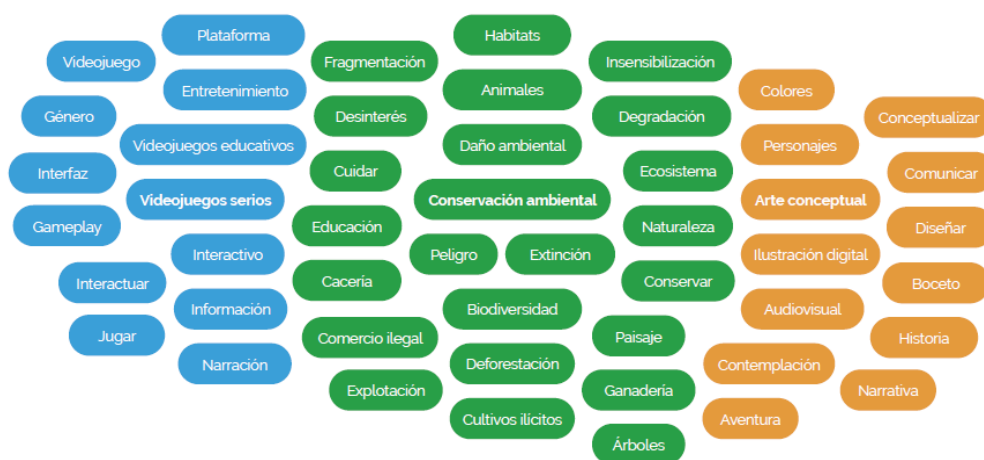 Plataforma
Videojuego
Entretenimiento
Género
Videojuegos educativos
Interfaz
Videojuegos serios
Gameplay
Interactivo
Interactuar
Información
Jugar
Narración
Habitats
Fragmentación
Insensibilización
Animales
Desinterés
Degradación
Daño ambiental
Cuidar
Ecosistema
Conservación ambiental
Educación
Naturaleza
Peligro
Extinción
Cacería
Conservar
Biodiversidad
Comercio ilegal
Paisaje
Deforestación
Explotación
Ganadería
Cultivos ilícitos
Árboles
Colores
Conceptualizar
Personajes
Comunicar
Arte conceptual
Diseñar
Ilustración digital
Boceto
Audiovisual
Historia
Contemplación
Narrativa
Aventura